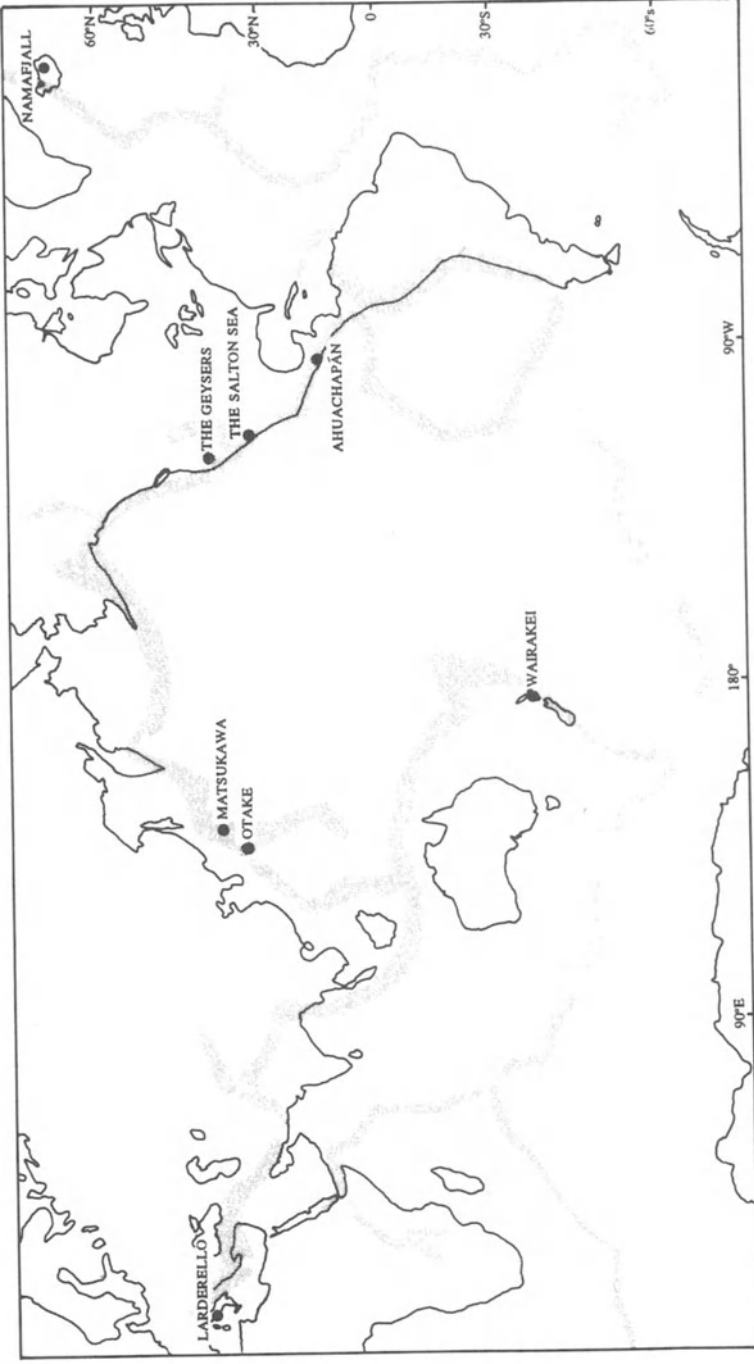 NAMAFJALL
60°N
30°N
0
30°S
60°s
THE GEYSERS
THE SALTON SEA
AHUACHAPÁN
90°W
180°
90°E
WAIRAKEI
MATSUKAWA
OTAKE
LARDERELLO